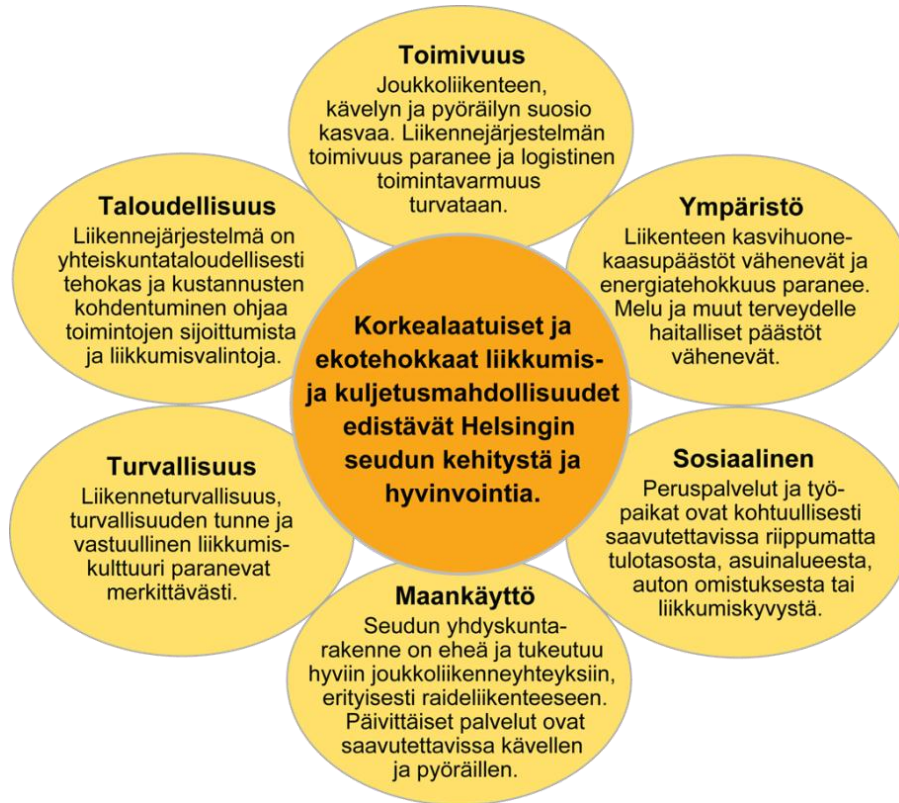 Toimivuus
Joukkoliikenteen,
kävelyn ja pyöräilyn suosio
kasvaa. Liikennejärjestelmän
toimivuus paranee ja logistinen
toimintavarmuus
turvataan.
Taloudellisuus
Liikennejärjestelmä on
yhteiskuntataloudellisesti
tehokas ja kustannusten
kohdentuminen ohjaa
toimintojen sijoittumista
ja liikkumisvalintoja.
Ympäristö
Liikenteen kasvihuone-
kaasupäästöt vähenevät ja
energiatehokkuus paranee.
Melu ja muut terveydelle
haitalliset päästöt
vähenevät.
Korkealaatuiset ja
ekotehokkaat liikkumis-
ja kuljetusmahdollisuudet
edistävät Helsingin
seudun kehitystä ja
hyvinvointia.
Turvallisuus
Liikenneturvallisuus,
turvallisuuden tunne ja
vastuullinen liikkumis-
kulttuuri paranevat
merkittävästi.
Sosiaalinen
Peruspalvelut ja työ-
paikat ovat kohtuullisesti
saavutettavissa riippumatta
tulotasosta, asuinalueesta,
auton omistuksesta tai
liikkumiskyvystä.
Maankäyttö
Seudun yhdyskunta-
rakenne on eheä ja tukeutuu
hyviin joukkoliikenneyhteyksiin,
erityisesti raideliikenteeseen.
Päivittäiset palvelut ovat
saavutettavissa kävellen
ja pyöräillen.